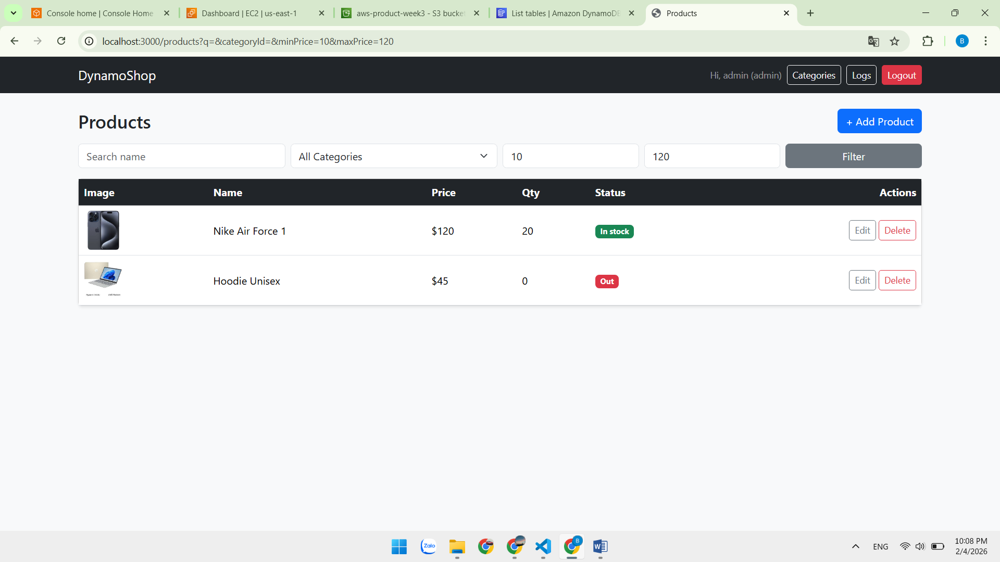 Console home | Console Home
Dashboard | EC2 | us-east-1
aws-product-week3 - S3 bucket
List tables | Amazon DynamoDB
Products
localhost:3000/products?q=&categoryId=&minPrice=10&maxPrice=120
B
DynamoShop
Hi, admin (admin)
Categories
Logs
Logout
Products
+ Add Product
Search name
All Categories
10
120
Filter
Image Name Price Qty Status Actions
Nike Air Force 1 $120 20 In stock Edit Delete
Hoodie Unisex $45 0 Out Edit Delete
Zalo
B
W
ENG
10:08 PM
2/4/2026